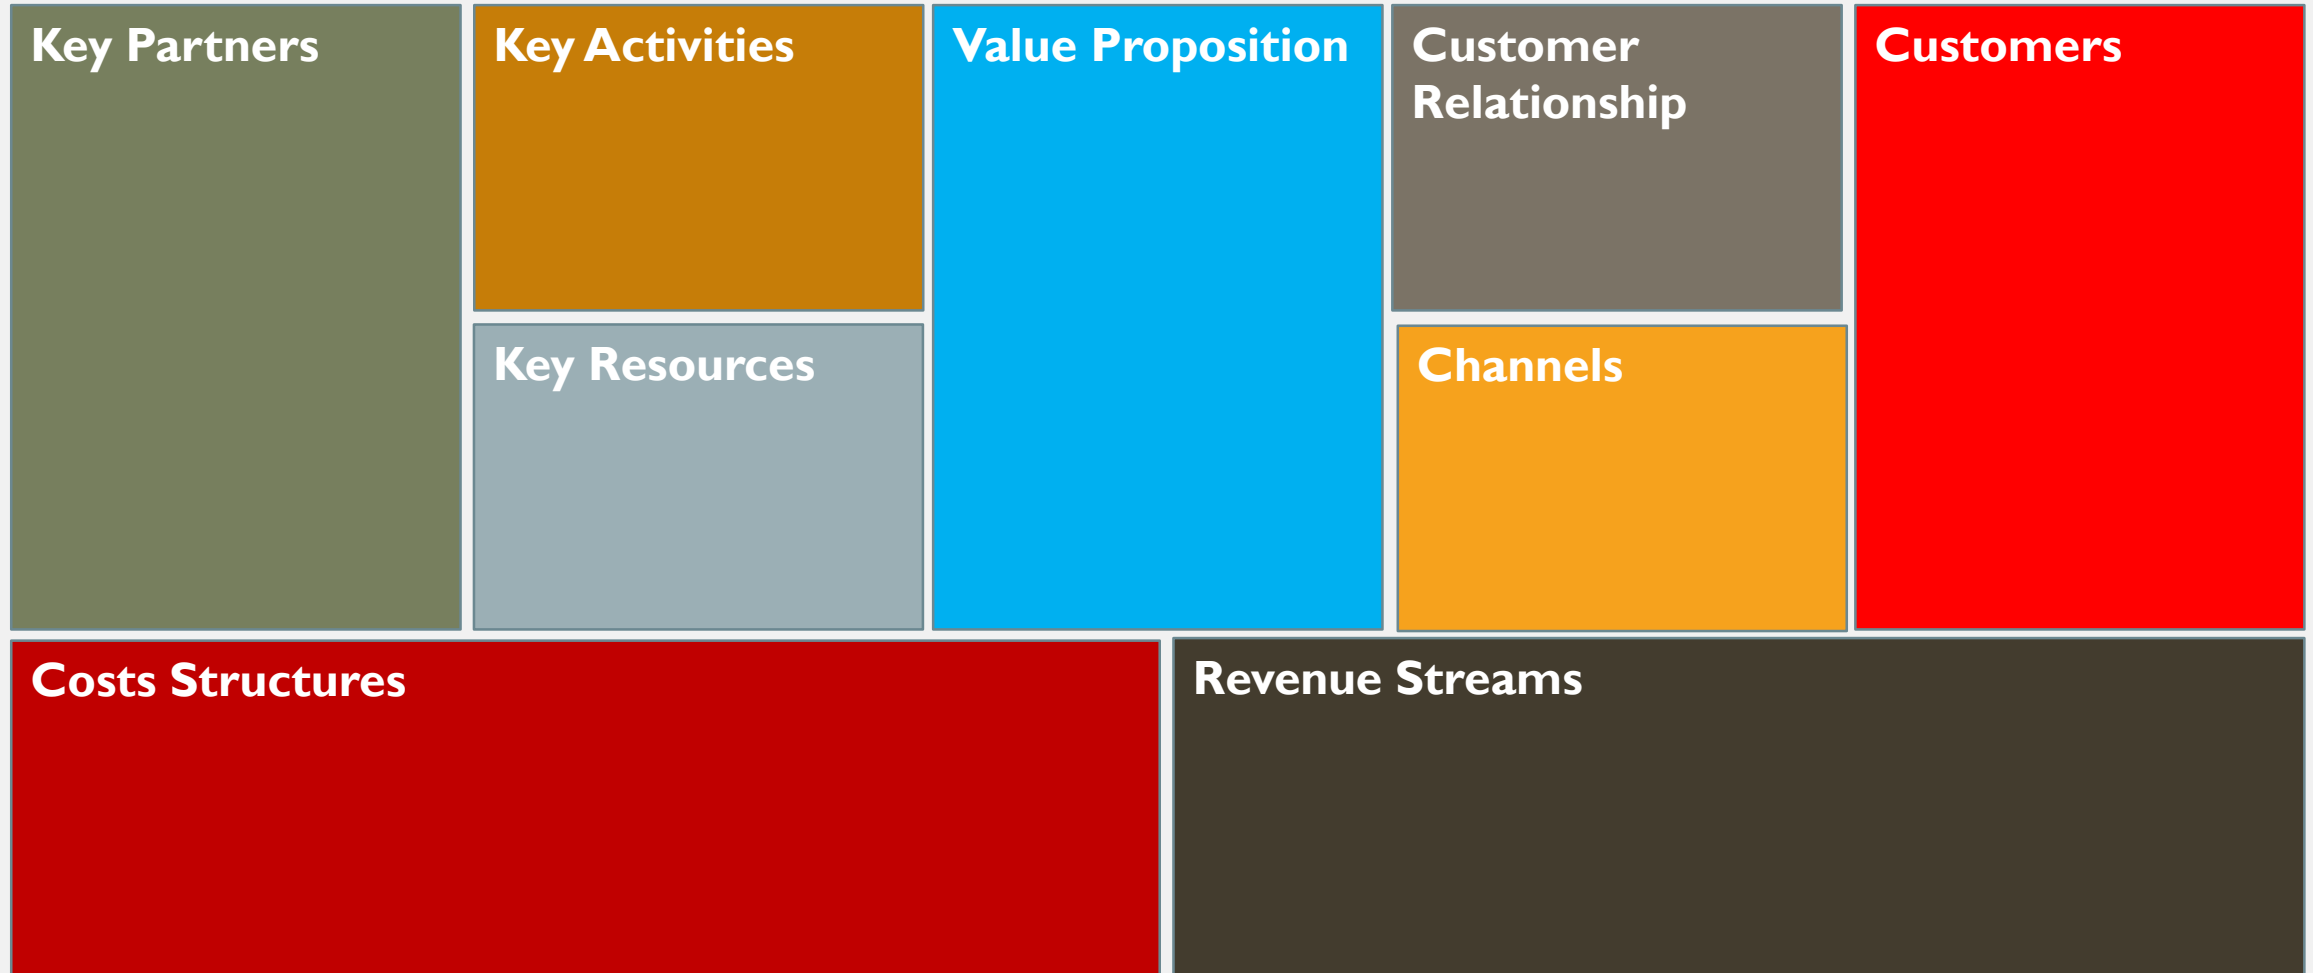 Key Partners
Key Activities
Value Proposition
Customer
Relationship
Customers
Key Resources
Channels
Costs Structures
Revenue Streams